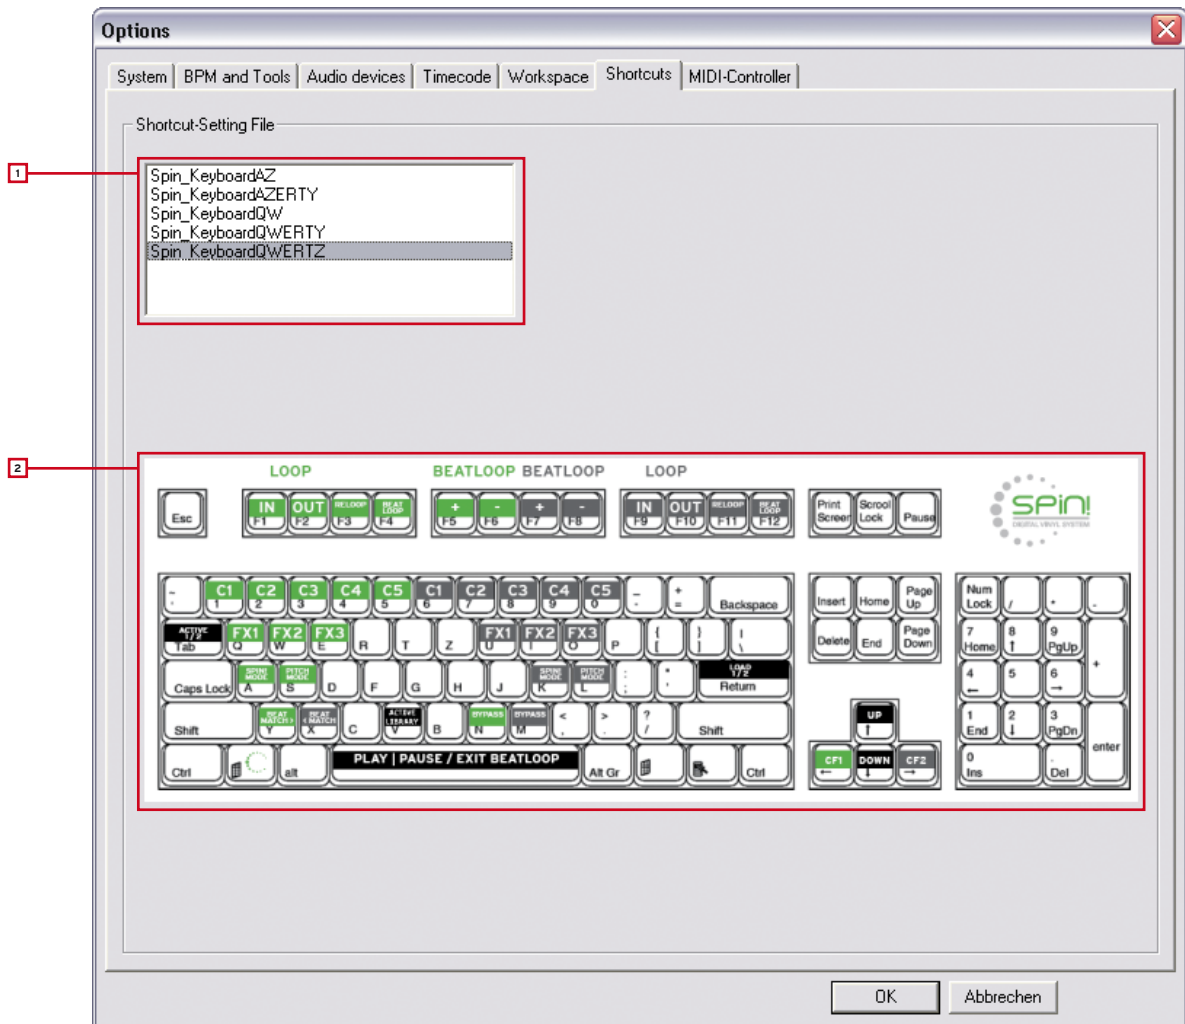 Options
System BPM and Tools Audio devices Timecode Workspace Shortcuts MIDI-Controller
Shortcut-Setting File
1
Spin_KeyboardAZ
Spin_KeyboardAZERTY
Spin_KeyboardQW
Spin_KeyboardQWERTY
Spin_KeyboardQWERTZ
2
LOOP BEATLOOP BEATLOOP LOOP
SPiN!
DIGITAL VINYL SYSTEM
IN OUT RELOOP BEAT LOOP + - + - IN OUT RELOOP BEAT LOOP
Esc F1 F2 F3 F4 F5 F6 F7 F8 F9 F10 F11 F12
Print Screer Scrool Lock Pause
C1 C2 C3 C4 C5 C1 C2 C3 C4 C5
1 2 3 4 5 6 7 8 9 0 - + = Backspace
Insert Home Page Up
Num Lock / * -
ACTIVE 1/2 FX1 FX2 FX3 FX1 FX2 FX3
Tab Q W E R T Z U I O P { [ } ] | \
Delete End Page Down
7 Home 8 ↑ 9 PgUp +
SPIN! MODE PITCH MODE SPINE MODE PITCH MODE LOAD 1/2
Caps Lock A S D F G H J K L : ; " ' Return
4 ← 5 6 →
BEAT MATCH > BEAT < MATCH ACTIVE LIBRARY BYPASS BYPASS
Shift Y X C V B N M < , > . ? / Shift
UP ↑
1 End 2 ↓ 3 PgDn enter
Ctrl alt PLAY | PAUSE / EXIT BEATLOOP Alt Gr Ctrl
CF1 ← DOWN ↓ CF2 →
0 Ins . Del
OK Abbrechen